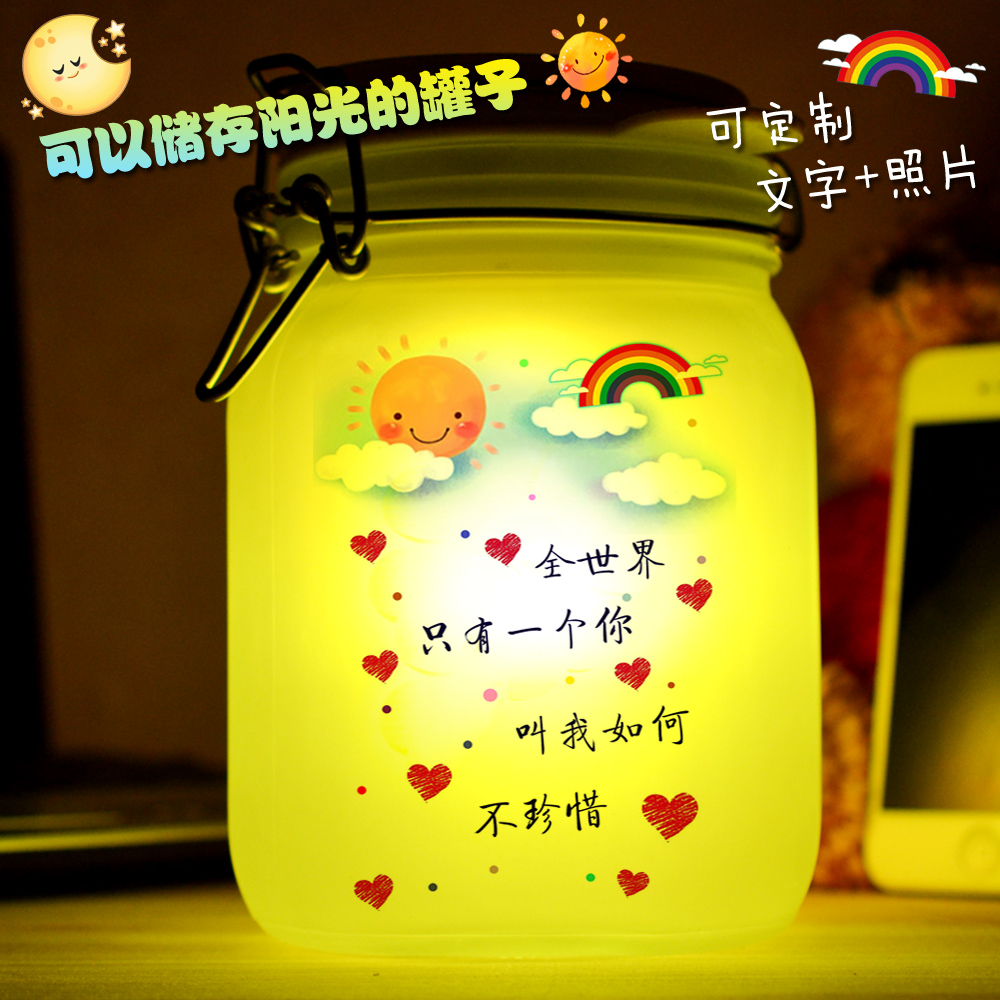 可以储存阳光的罐子
可定制
文字+照片
全世界
只有一个你
叫我如何
不珍惜